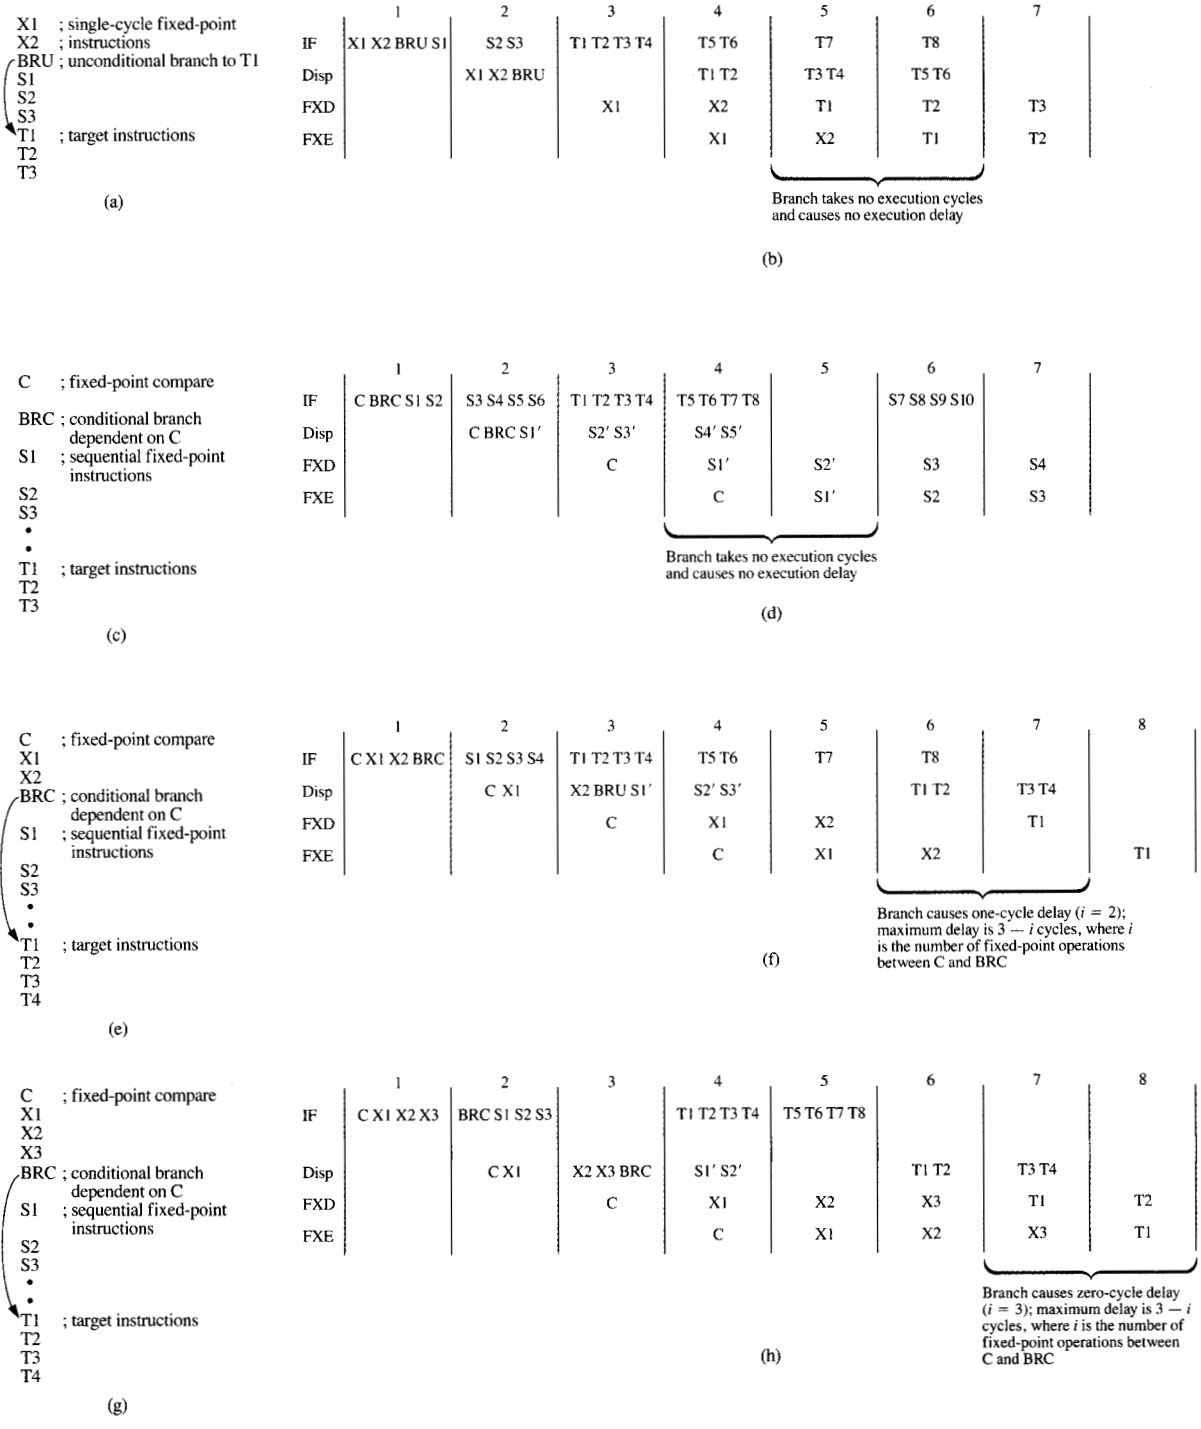 X1 ; single-cycle fixed-point
X2 ; instructions
BRU ; unconditional branch to T1
S1
S2
S3
T1 ; target instructions
T2
T3
(a)
1 2 3 4 5 6 7
IF X1 X2 BRU S1 S2 S3 T1 T2 T3 T4 T5 T6 T7 T8
Disp X1 X2 BRU T1 T2 T3 T4 T5 T6
FXD X1 X2 T1 T2 T3
FXE X1 X2 T1 T2
Branch takes no execution cycles
and causes no execution delay
(b)
C ; fixed-point compare
BRC ; conditional branch
dependent on C
S1 ; sequential fixed-point
instructions
S2
S3
•
•
T1 ; target instructions
T2
T3
(c)
1 2 3 4 5 6 7
IF C BRC S1 S2 S3 S4 S5 S6 T1 T2 T3 T4 T5 T6 T7 T8 S7 S8 S9 S10
Disp C BRC S1′ S2′ S3′ S4′ S5′
FXD C S1′ S2′ S3 S4
FXE C S1′ S2 S3
Branch takes no execution cycles
and causes no execution delay
(d)
C ; fixed-point compare
X1
X2
BRC ; conditional branch
dependent on C
S1 ; sequential fixed-point
instructions
S2
S3
•
•
T1 ; target instructions
T2
T3
T4
(e)
1 2 3 4 5 6 7 8
IF C X1 X2 BRC S1 S2 S3 S4 T1 T2 T3 T4 T5 T6 T7 T8
Disp C X1 X2 BRU S1′ S2′ S3′ T1 T2 T3 T4
FXD C X1 X2 T1
FXE C X1 X2 T1
Branch causes one-cycle delay (i = 2);
maximum delay is 3 − i cycles, where i
is the number of fixed-point operations
between C and BRC
(f)
C ; fixed-point compare
X1
X2
X3
BRC ; conditional branch
dependent on C
S1 ; sequential fixed-point
instructions
S2
S3
•
•
T1 ; target instructions
T2
T3
T4
(g)
1 2 3 4 5 6 7 8
IF C X1 X2 X3 BRC S1 S2 S3 T1 T2 T3 T4 T5 T6 T7 T8
Disp C X1 X2 X3 BRC S1′ S2′ T1 T2 T3 T4
FXD C X1 X2 X3 T1 T2
FXE C X1 X2 X3 T1
Branch causes zero-cycle delay
(i = 3); maximum delay is 3 − i
cycles, where i is the number of
fixed-point operations between
C and BRC
(h)